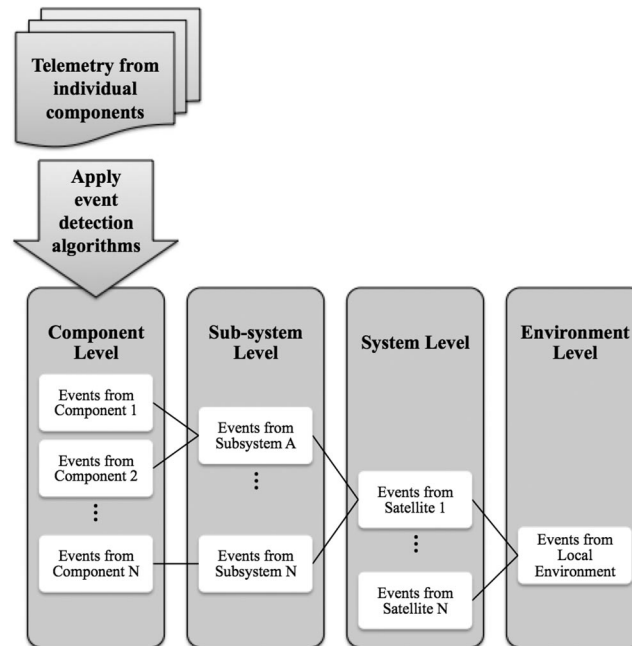 Telemetry from
individual
components
Apply
event
detection
algorithms
Component
Level
Events from
Component 1
Events from
Component 2
Events from
Component N
Sub-system
Level
Events from
Subsystem A
Events from
Subsystem N
System Level
Events from
Satellite 1
Events from
Satellite N
Environment
Level
Events from
Local
Environment